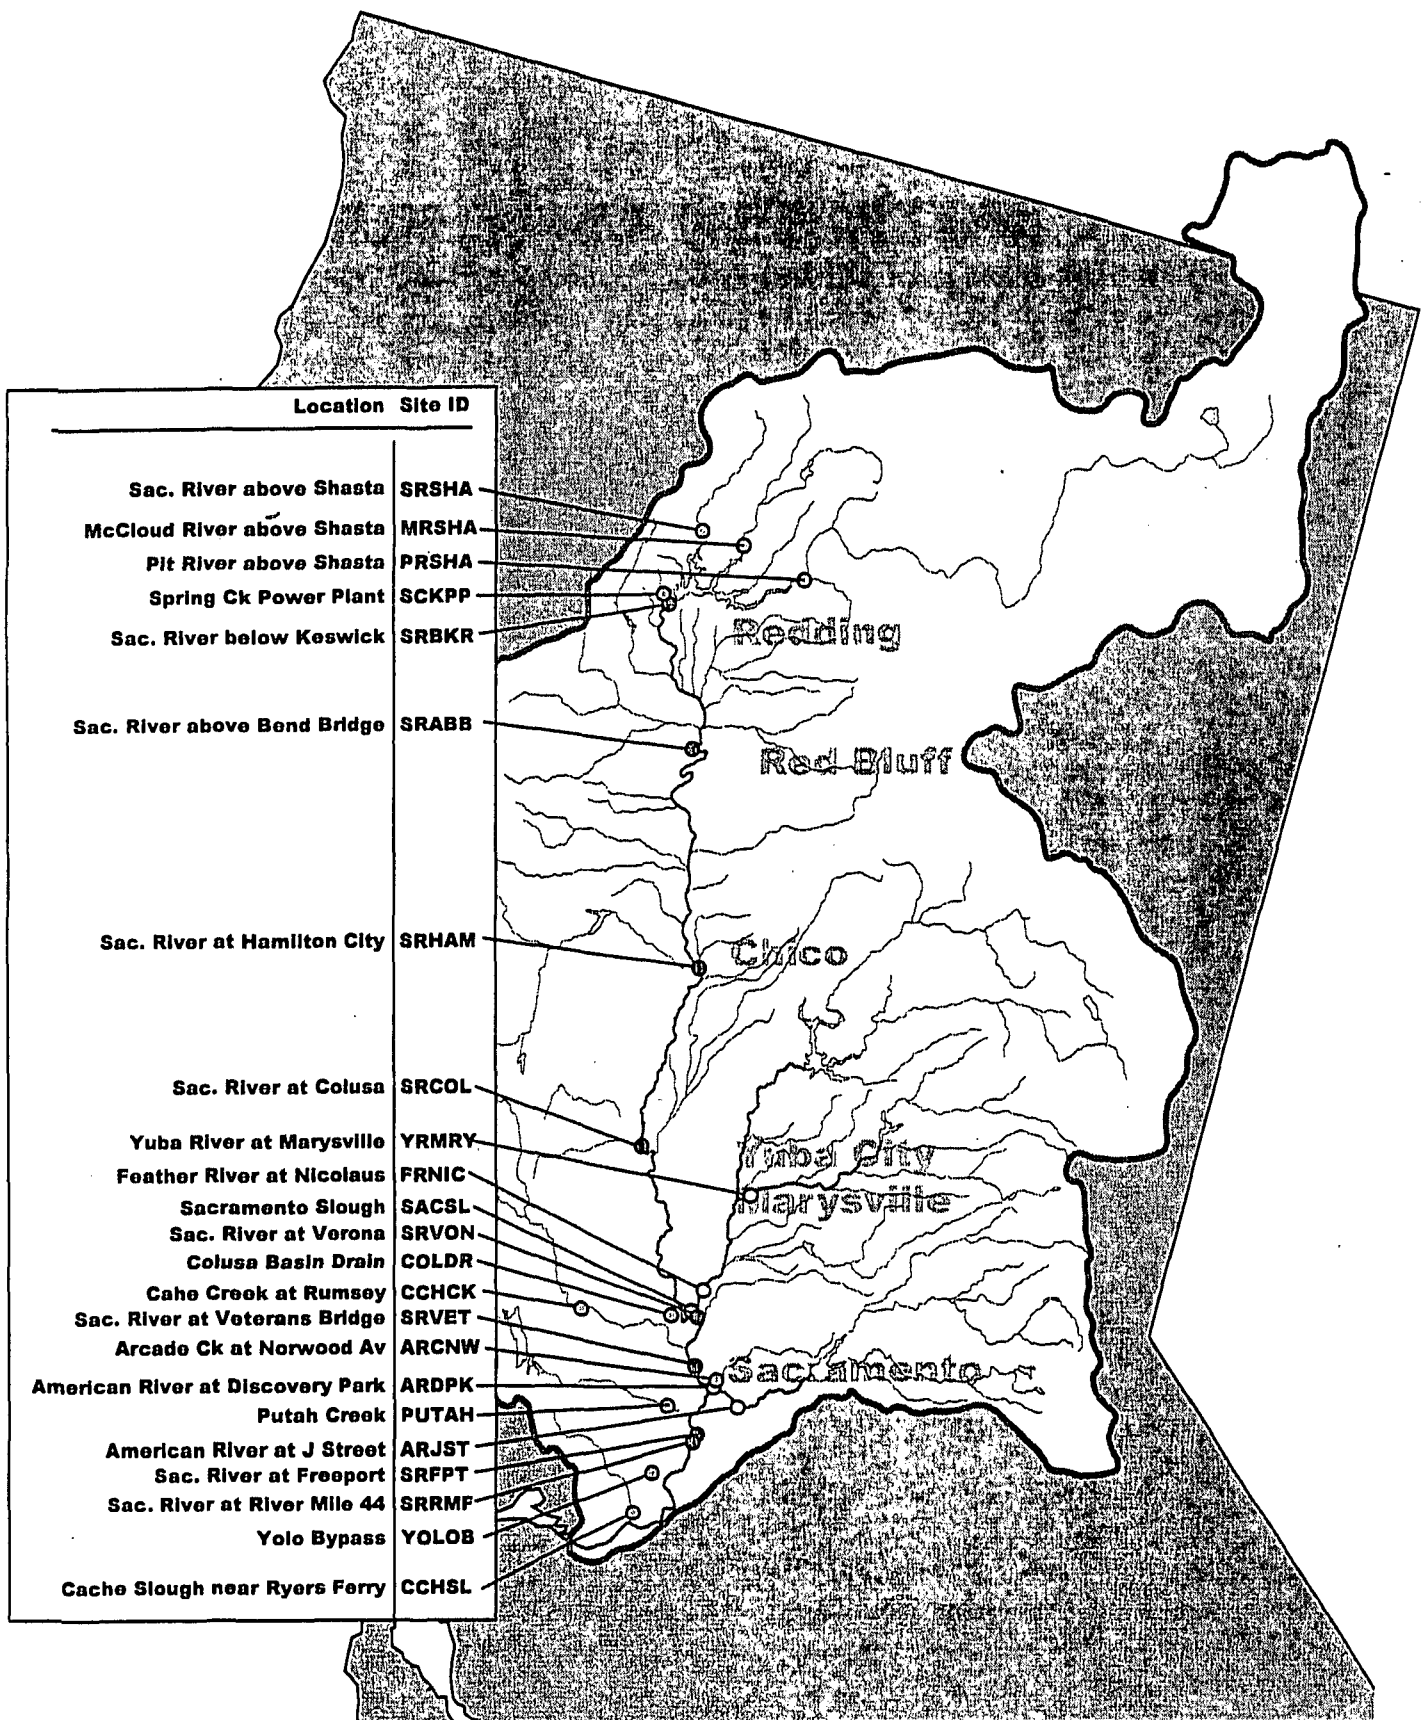 Location Site ID
Sac. River above Shasta SRSHA
McCloud River above Shasta MRSHA
Pit River above Shasta PRSHA
Spring Ck Power Plant SCKPP
Sac. River below Keswick SRBKR
Redding
Sac. River above Bend Bridge SRABB
Red Bluff
Sac. River at Hamilton City SRHAM
Chico
Sac. River at Colusa SRCOL
Yuba River at Marysville YRMRY
Yuba City
Feather River at Nicolaus FRNIC
Marysville
Sacramento Slough SACSL
Sac. River at Verona SRVON
Colusa Basin Drain COLDR
Cahe Creek at Rumsey CCHCK
Sac. River at Veterans Bridge SRVET
Arcade Ck at Norwood Av ARCNW
Sacramento
American River at Discovery Park ARDPK
Putah Creek PUTAH
American River at J Street ARJST
Sac. River at Freeport SRFPT
Sac. River at River Mile 44 SRRMF
Yolo Bypass YOLOB
Cache Slough near Ryers Ferry CCHSL